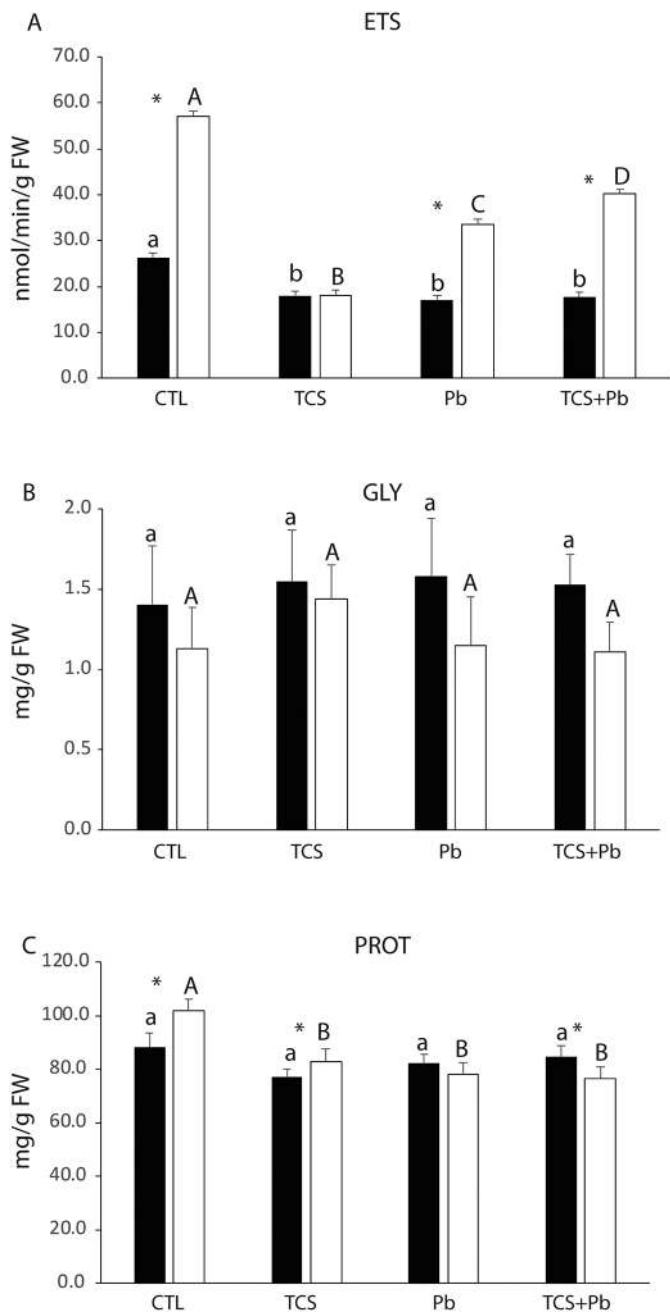 A
ETS
70.0
60.0
50.0
40.0
30.0
20.0
10.0
0.0
nmol/min/g FW
* A
a
b B
* C
b
* D
b
CTL TCS Pb TCS+Pb
B
GLY
2.0
1.5
1.0
0.5
0.0
mg/g FW
a A
a A
a A
a A
CTL TCS Pb TCS+Pb
C
PROT
120.0
100.0
80.0
60.0
40.0
20.0
0.0
mg/g FW
* A
a
* B
a
a B
a * B
CTL TCS Pb TCS+Pb